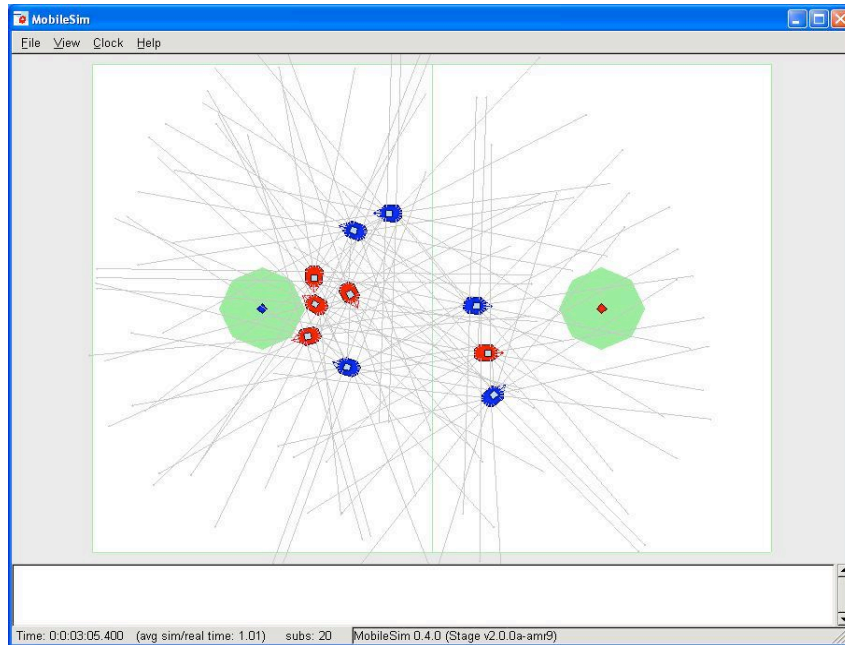 MobileSim
File View Clock Help
Time: 0:0:03:05.400 (avg sim/real time: 1.01) subs: 20 MobileSim 0.4.0 (Stage v2.0.0a-amr9)